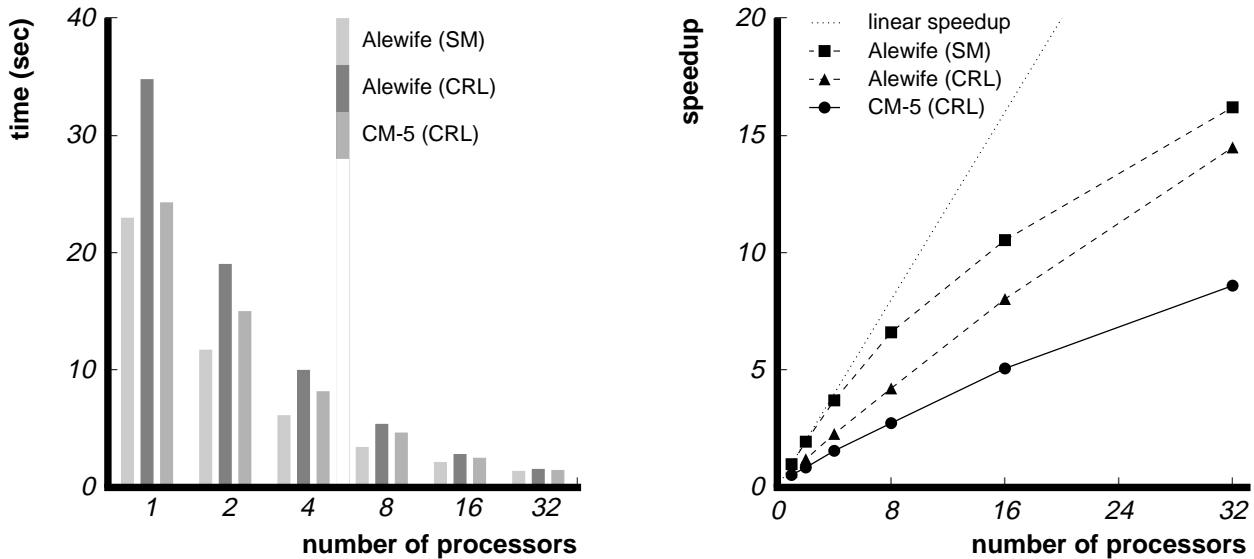 time (sec)
40
30
20
10
0
Alewife (SM)
Alewife (CRL)
CM-5 (CRL)
1 2 4 8 16 32
number of processors
speedup
20
15
10
5
0
linear speedup
Alewife (SM)
Alewife (CRL)
CM-5 (CRL)
0 8 16 24 32
number of processors